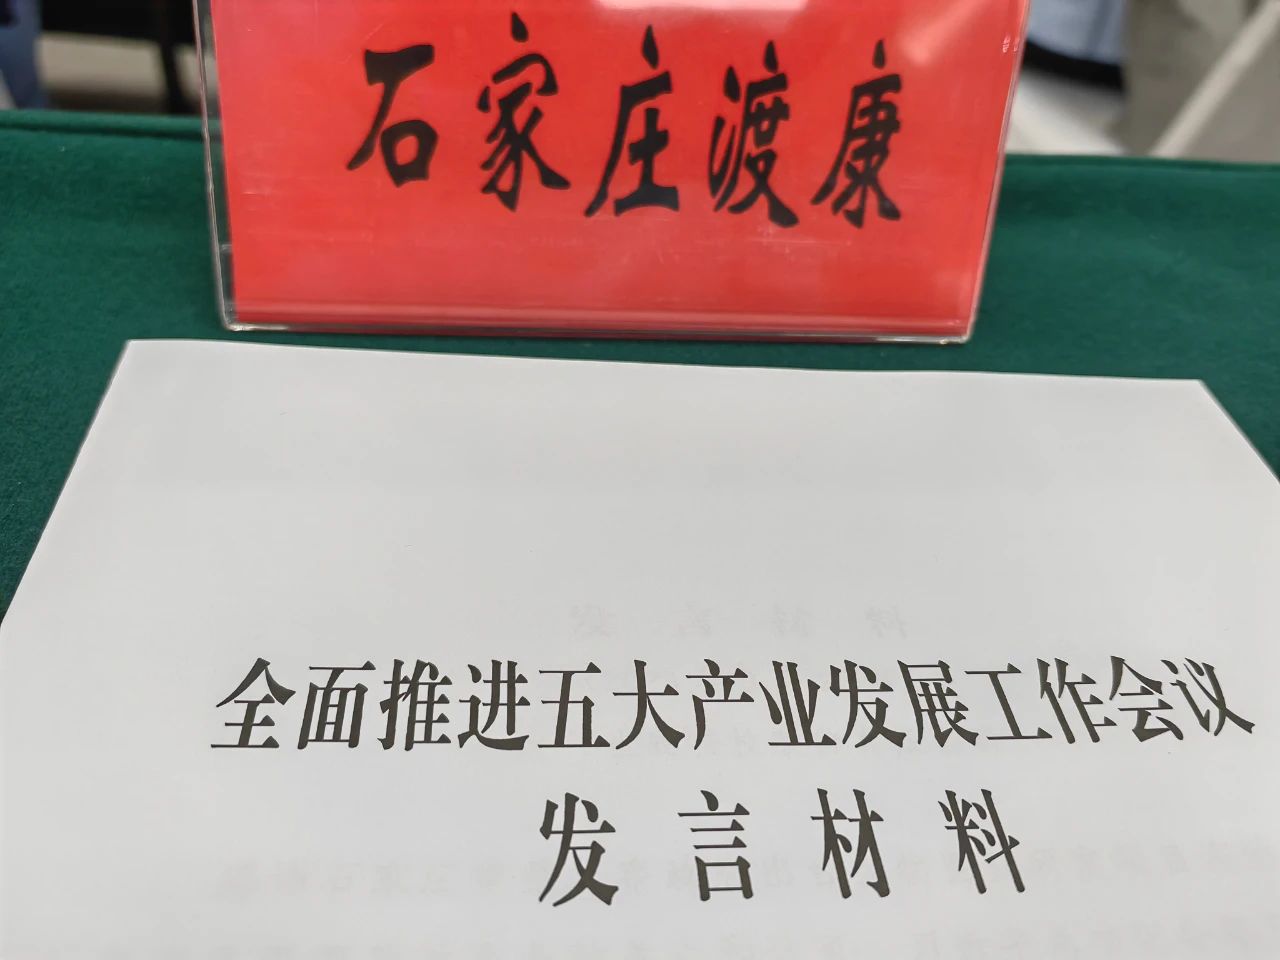 石家庄渡康
全面推进五大产业发展工作会议
发言材料